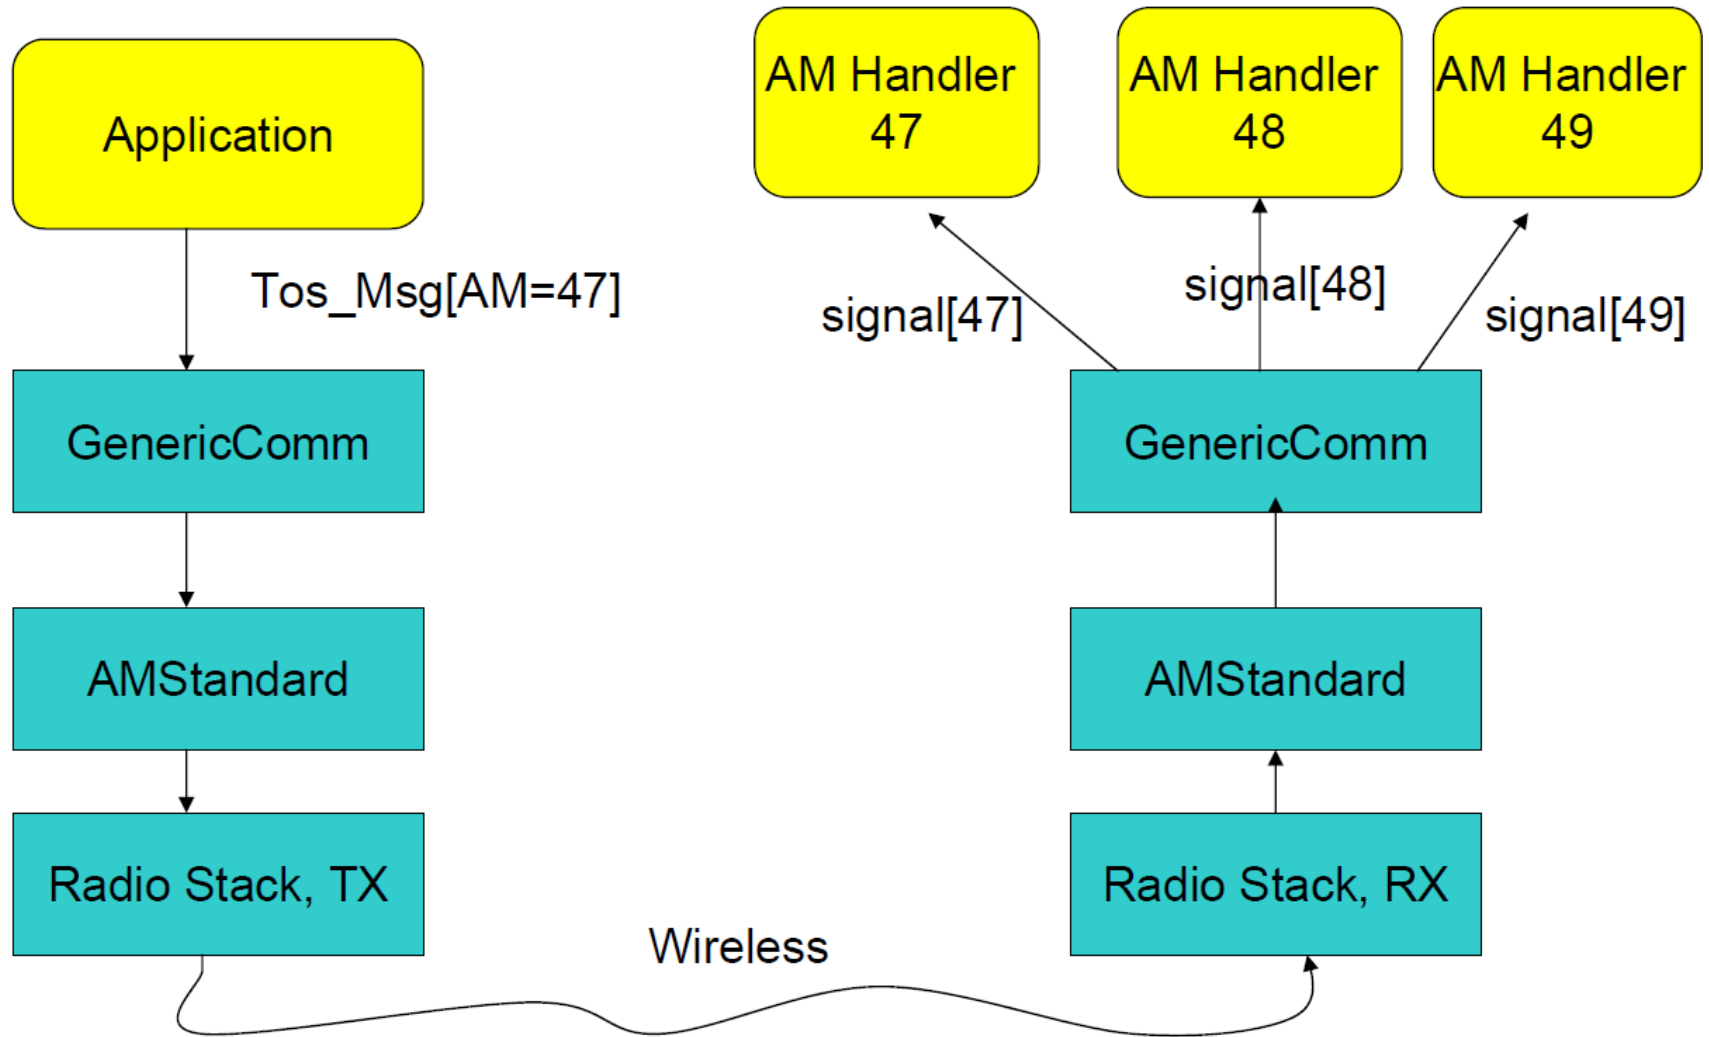 Application
Tos_Msg[AM=47]
GenericComm
AMStandard
Radio Stack, TX
Wireless
AM Handler
47
AM Handler
48
AM Handler
49
signal[47]
signal[48]
signal[49]
GenericComm
AMStandard
Radio Stack, RX